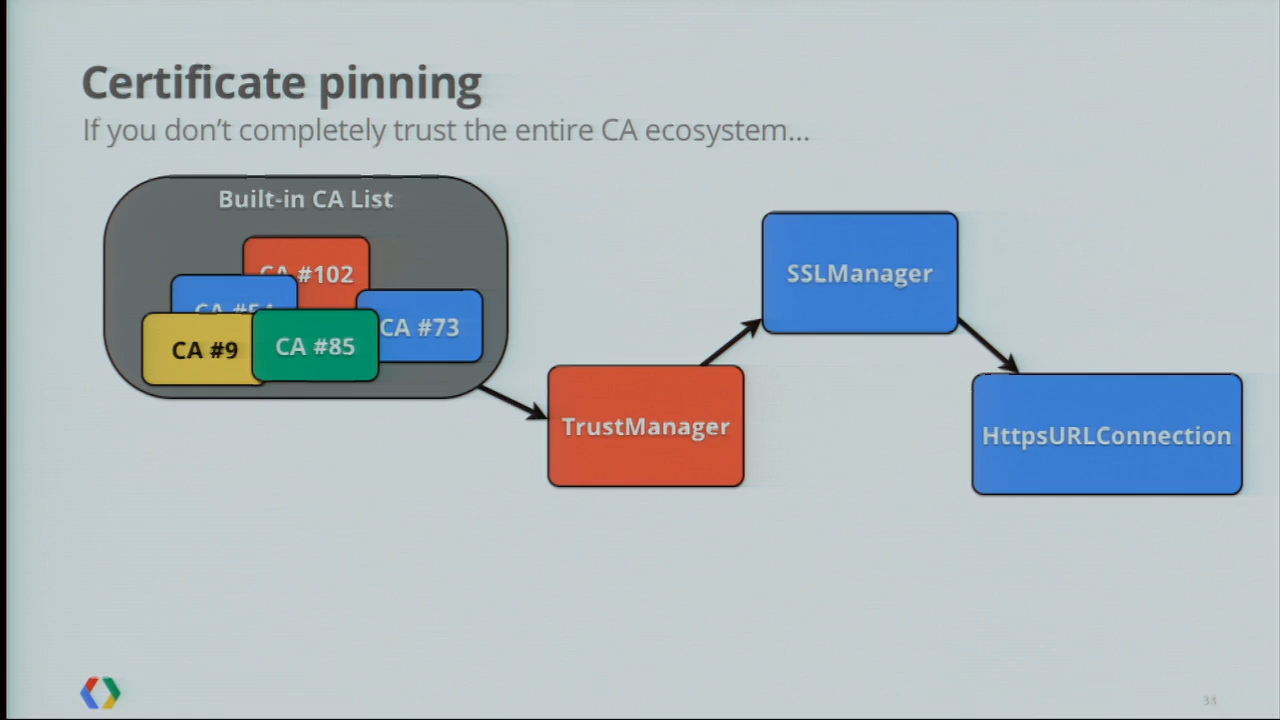 Certificate pinning
If you don't completely trust the entire CA ecosystem...
Built-in CA List
CA #102
CA #73
CA #9
CA #85
SSLManager
TrustManager
HttpsURLConnection
33